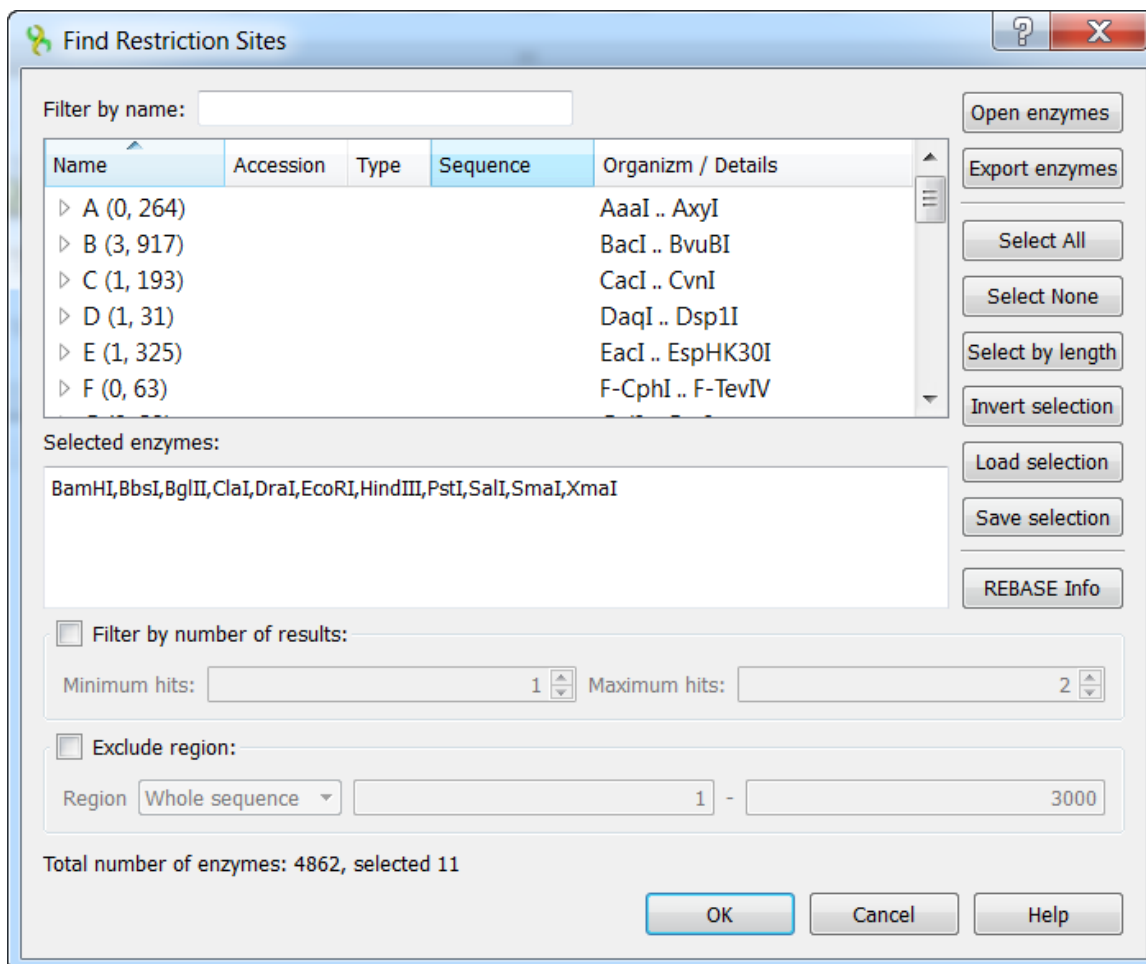 Find Restriction Sites
Filter by name:
Open enzymes
Name Accession Type Sequence Organizm / Details
Export enzymes
A (0, 264) AaaI .. AxyI
B (3, 917) BacI .. BvuBI
Select All
C (1, 193) CacI .. CvnI
Select None
D (1, 31) DaqI .. Dsp1I
E (1, 325) EacI .. EspHK30I
Select by length
F (0, 63) F-CphI .. F-TevIV
Invert selection
Selected enzymes:
Load selection
BamHI,BbsI,BglII,ClaI,DraI,EcoRI,HindIII,PstI,SalI,SmaI,XmaI
Save selection
REBASE Info
Filter by number of results:
Minimum hits: 1 Maximum hits: 2
Exclude region:
Region Whole sequence 1 - 3000
Total number of enzymes: 4862, selected 11
OK Cancel Help